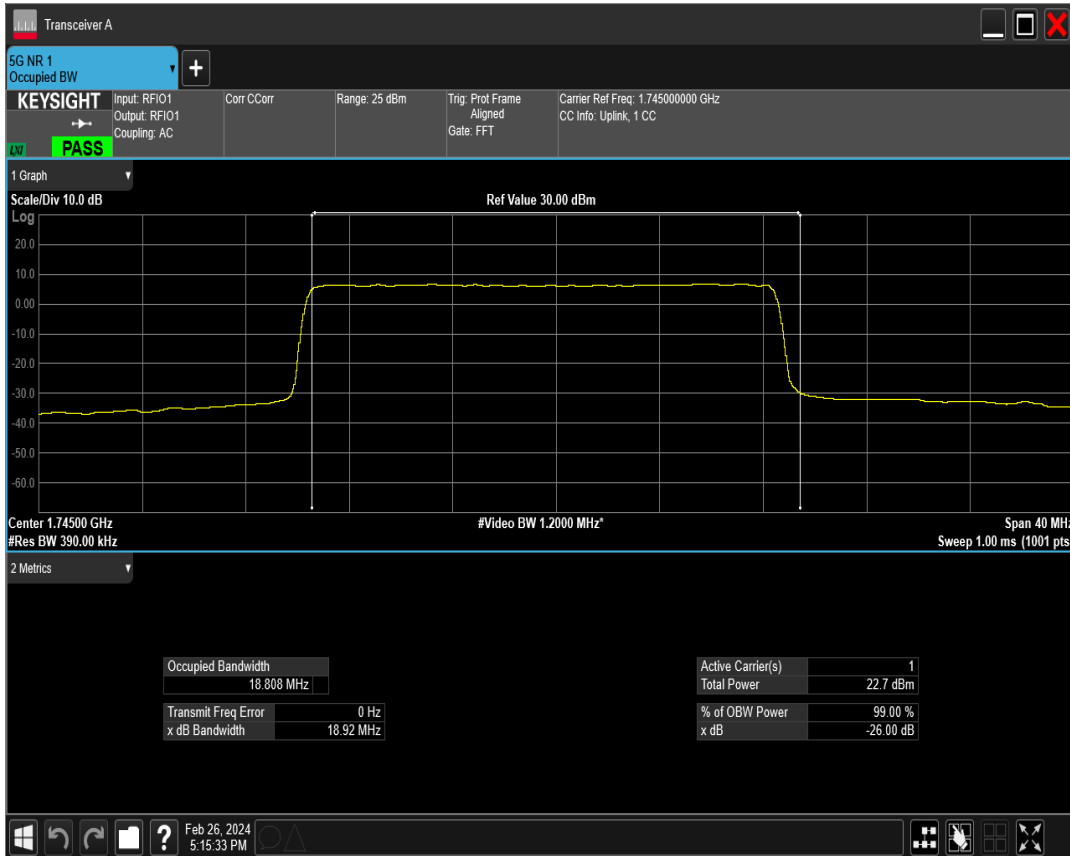 Transceiver A
5G NR 1
Occupied BW
+
KEYSIGHT
LXI
PASS
Input: RFIO1
Output: RFIO1
Coupling: AC
Corr CCorr
Range: 25 dBm
Trig: Prot Frame
Aligned
Gate: FFT
Carrier Ref Freq: 1.745000000 GHz
CC Info: Uplink, 1 CC
1 Graph
Scale/Div 10.0 dB
Ref Value 30.00 dBm
Log
20.0
10.0
0.00
-10.0
-20.0
-30.0
-40.0
-50.0
-60.0
Center 1.74500 GHz
#Video BW 1.2000 MHz*
Span 40 MHz
#Res BW 390.00 kHz
Sweep 1.00 ms (1001 pts
2 Metrics
Occupied Bandwidth
18.808 MHz
Transmit Freq Error 0 Hz
x dB Bandwidth 18.92 MHz
Active Carrier(s) 1
Total Power 22.7 dBm
% of OBW Power 99.00 %
x dB -26.00 dB
?
Feb 26, 2024
5:15:33 PM